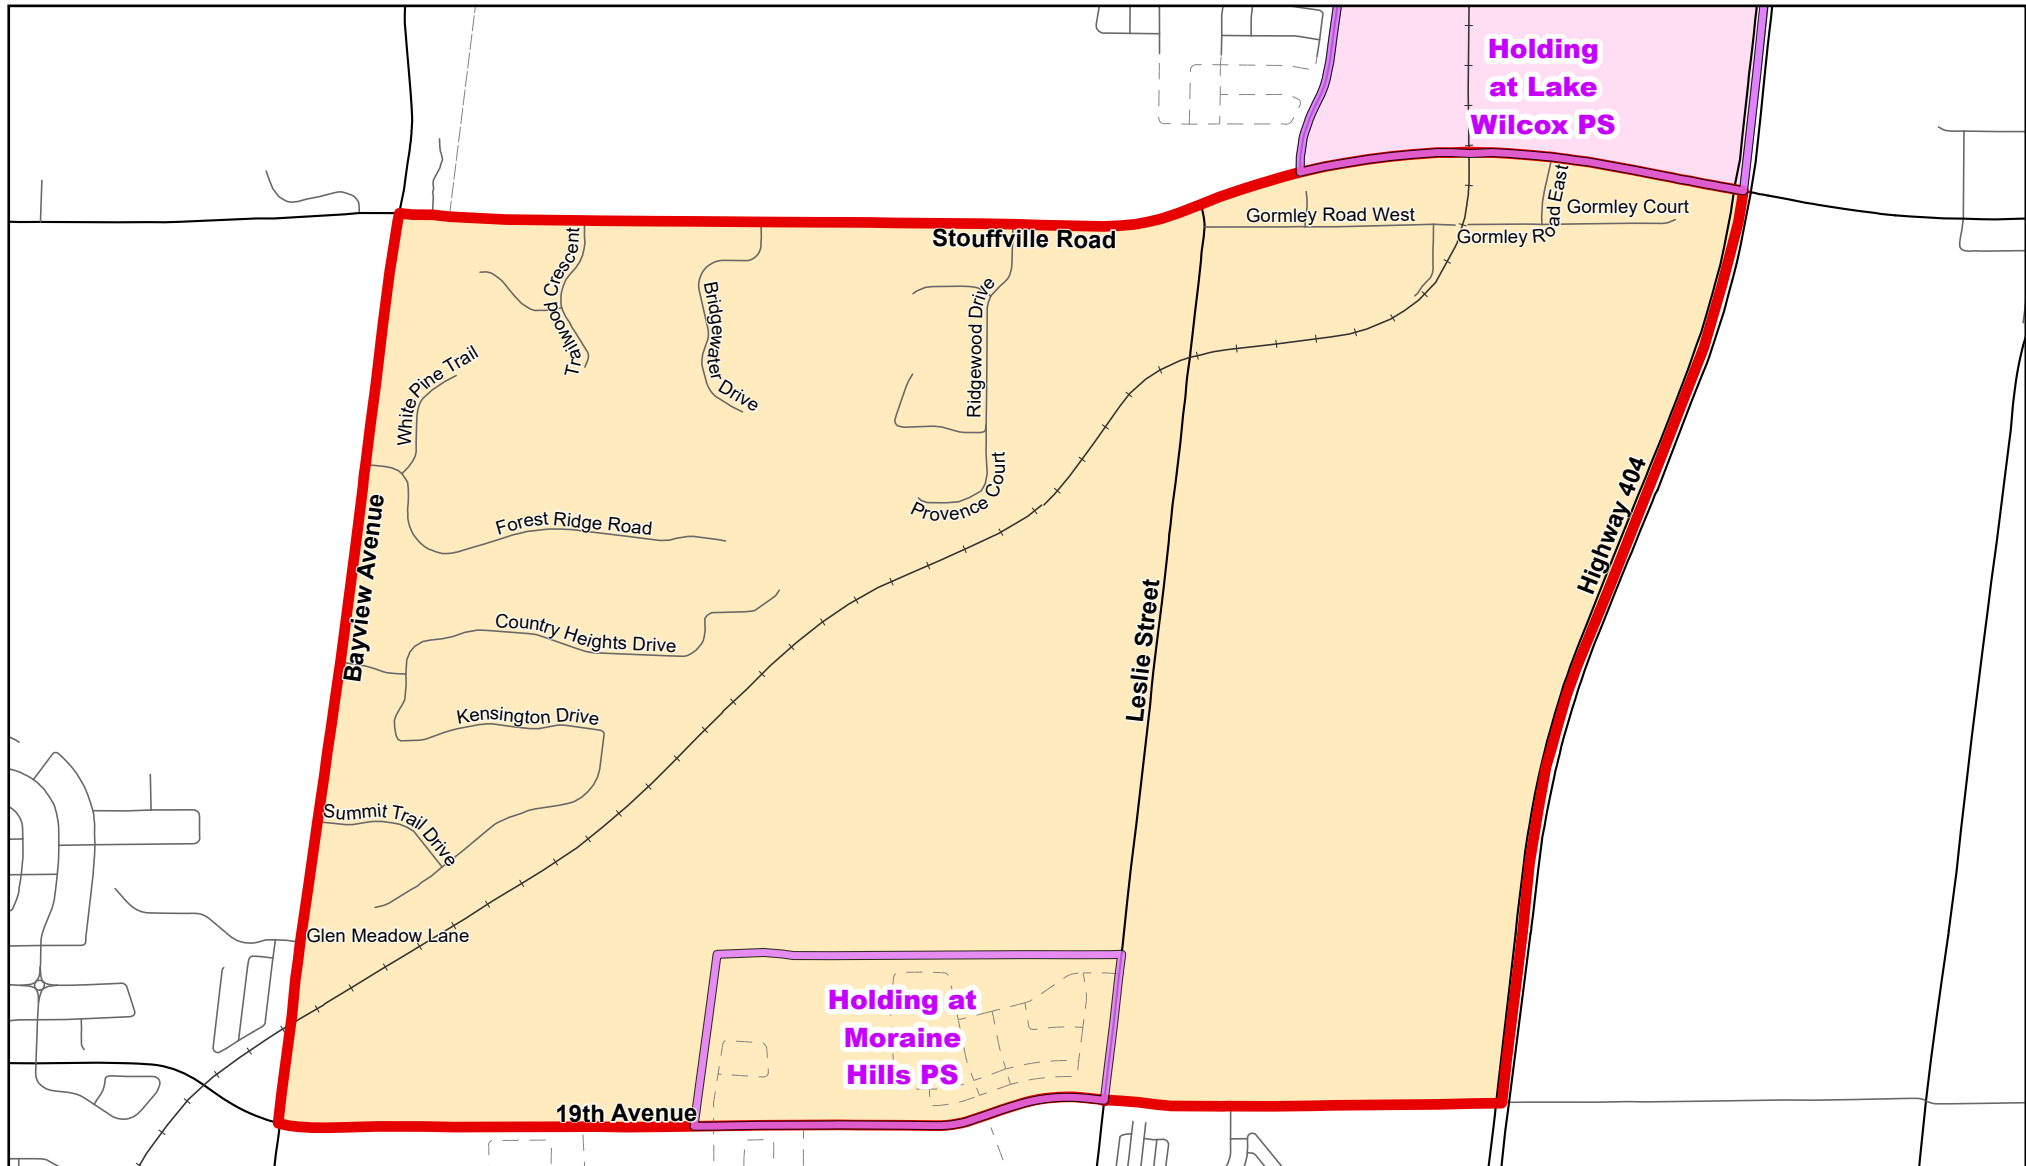 Holding
at Lake
Wilcox PS
Gormley Road West
Gormley Court
Gormley Road East
Stouffville Road
Trailwood Crescent
Bridgewater Drive
Ridgewood Drive
White Pine Trail
Provence Court
Forest Ridge Road
Highway 404
Bayview Avenue
Country Heights Drive
Leslie Street
Kensington Drive
Summit Trail Drive
Glen Meadow Lane
Holding at
Moraine
Hills PS
19th Avenue